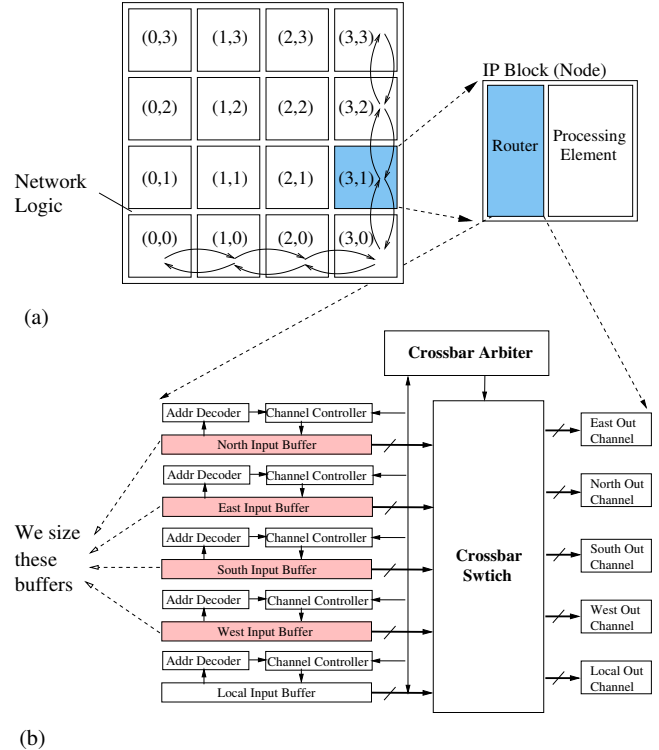 (0,3) (1,3) (2,3) (3,3)
IP Block (Node)
(0,2) (1,2) (2,2) (3,2)
Router
Processing
Element
(0,1) (1,1) (2,1) (3,1)
Network
Logic
(0,0) (1,0) (2,0) (3,0)
(a)
Crossbar Arbiter
Addr Decoder
Channel Controller
North Input Buffer
Addr Decoder
Channel Controller
East Input Buffer
Addr Decoder
Channel Controller
South Input Buffer
Addr Decoder
Channel Controller
West Input Buffer
Addr Decoder
Channel Controller
Local Input Buffer
We size
these
buffers
Crossbar
Swtich
East Out
Channel
North Out
Channel
South Out
Channel
West Out
Channel
Local Out
Channel
(b)